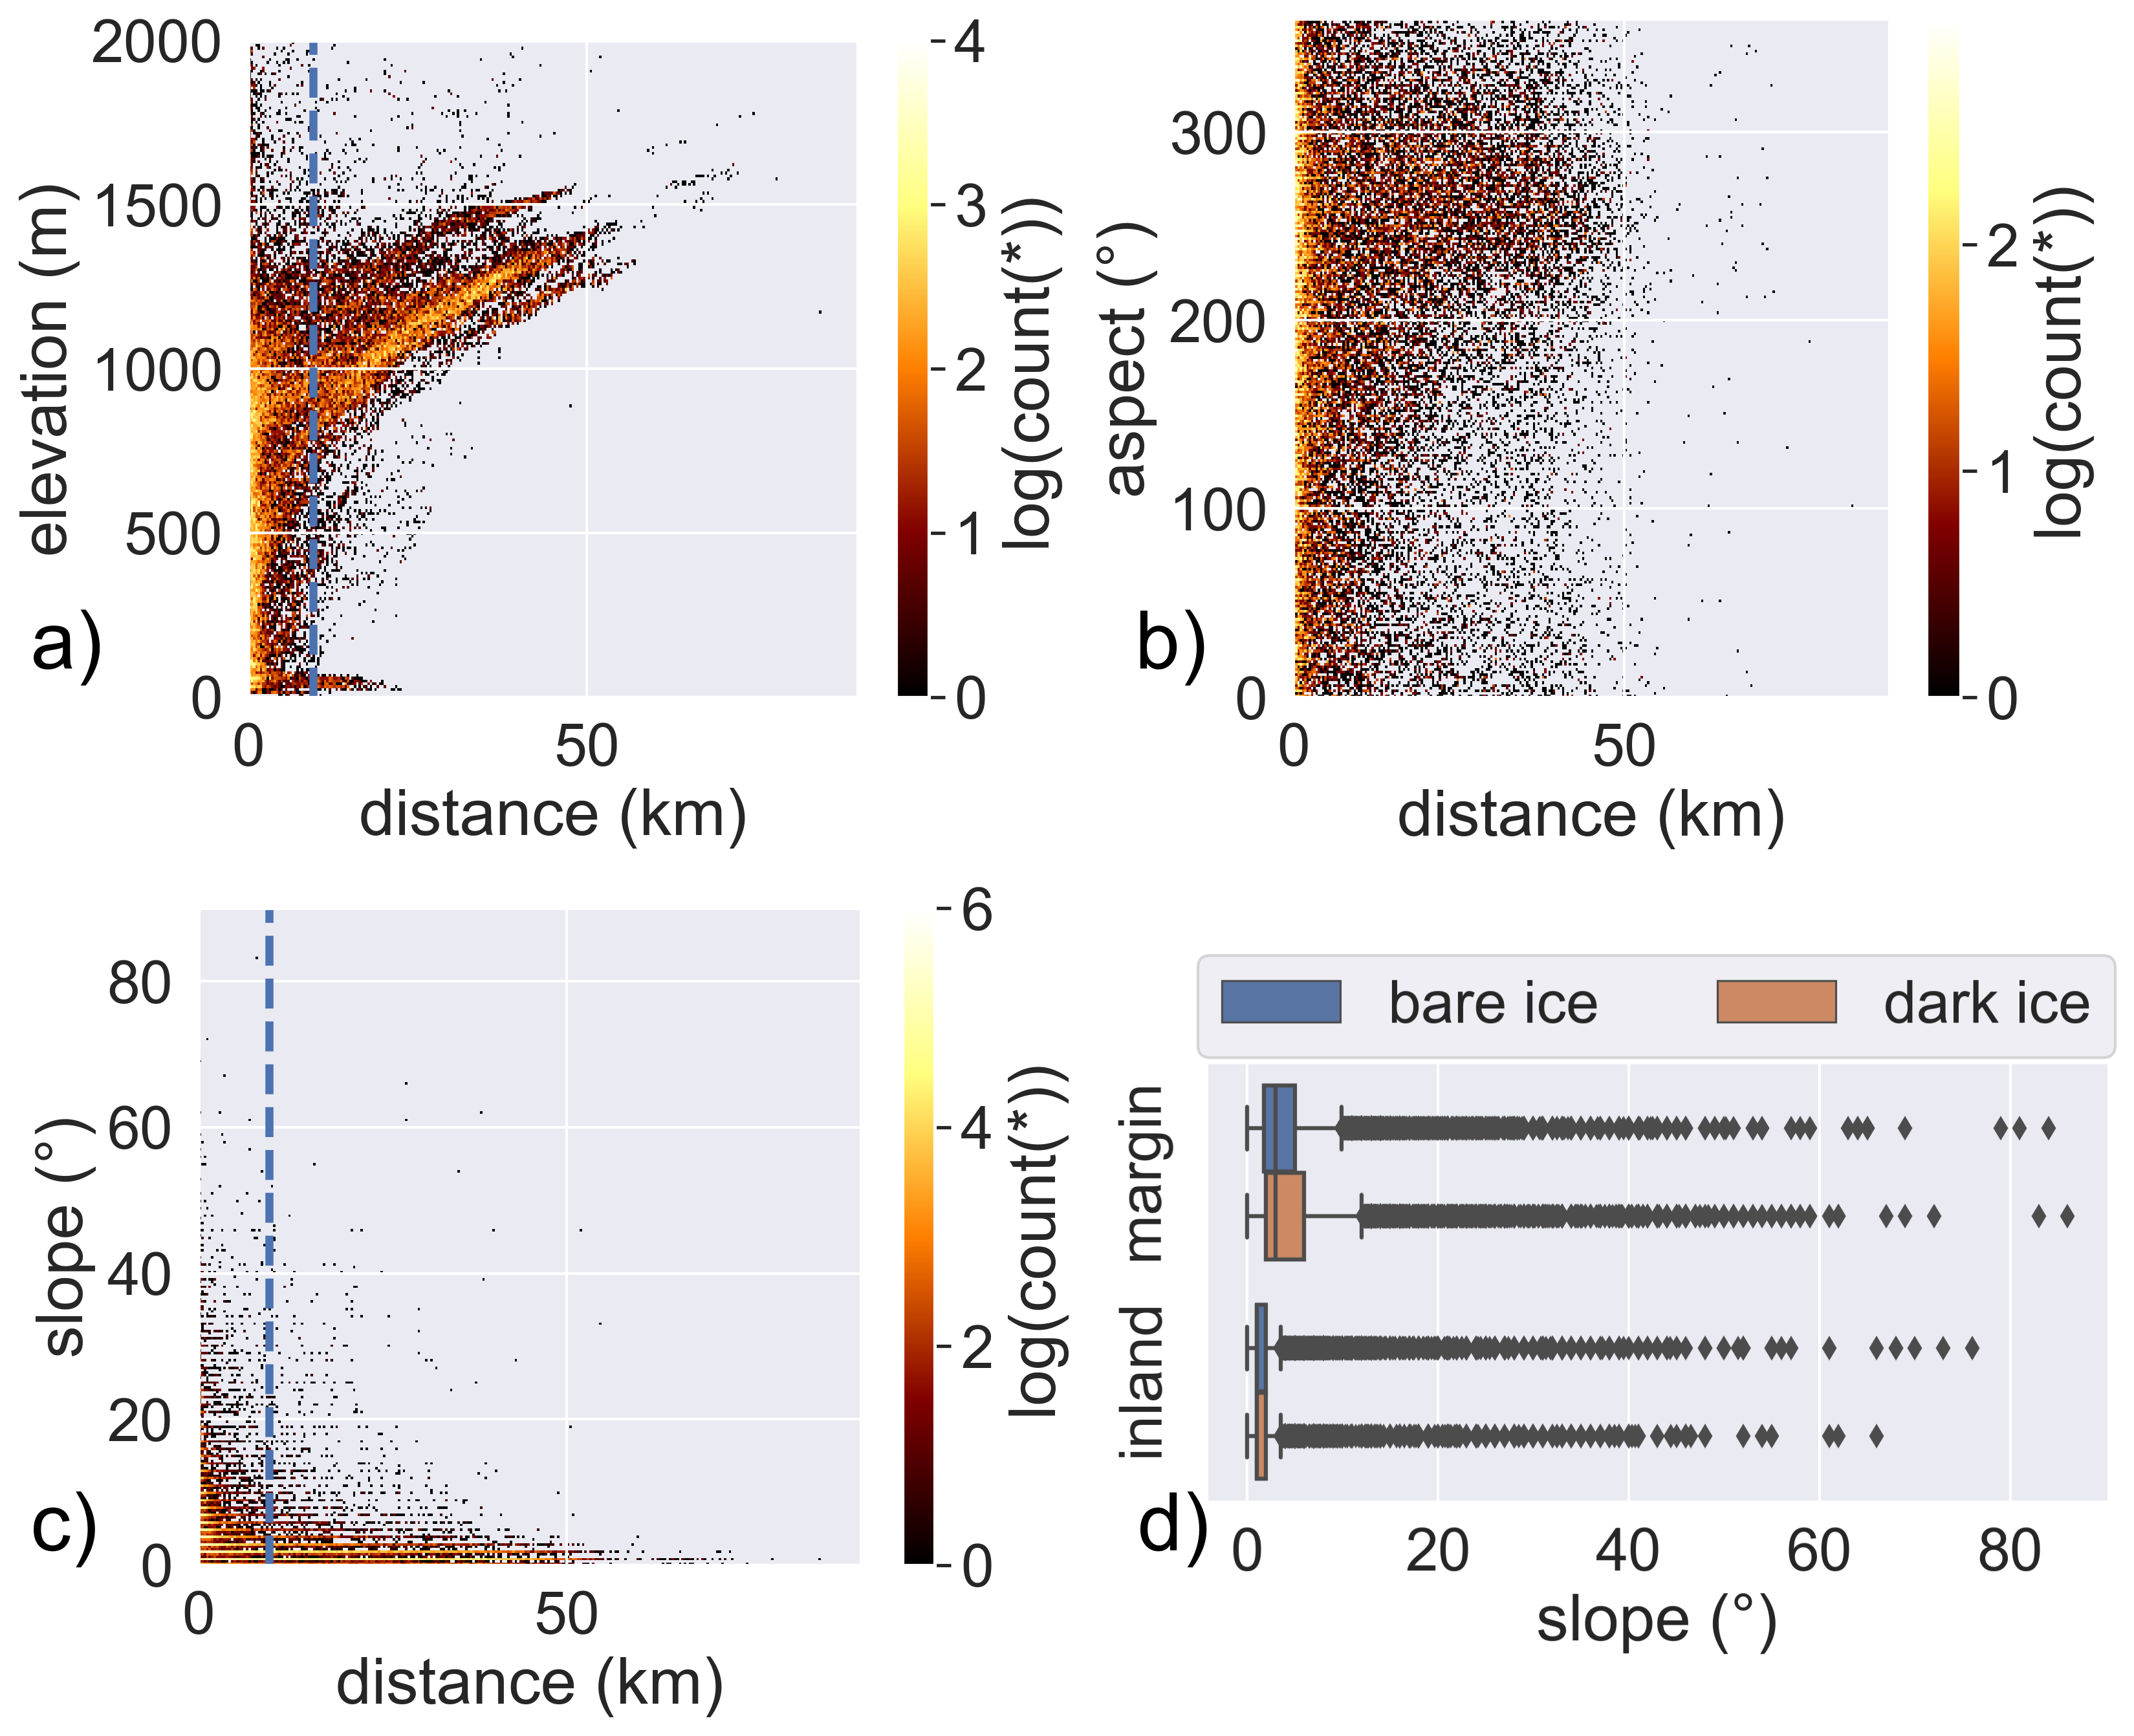 2000
1500
1000
500
0
elevation (m)
0
50
distance (km)
4
3
2
1
0
log(count(*))
a)
300
200
100
0
aspect (°)
0
50
distance (km)
2
1
0
log(count(*))
b)
80
60
40
20
0
slope (°)
0
50
distance (km)
6
4
2
0
log(count(*))
c)
bare ice
dark ice
margin
inland
0
20
40
60
80
slope (°)
d)